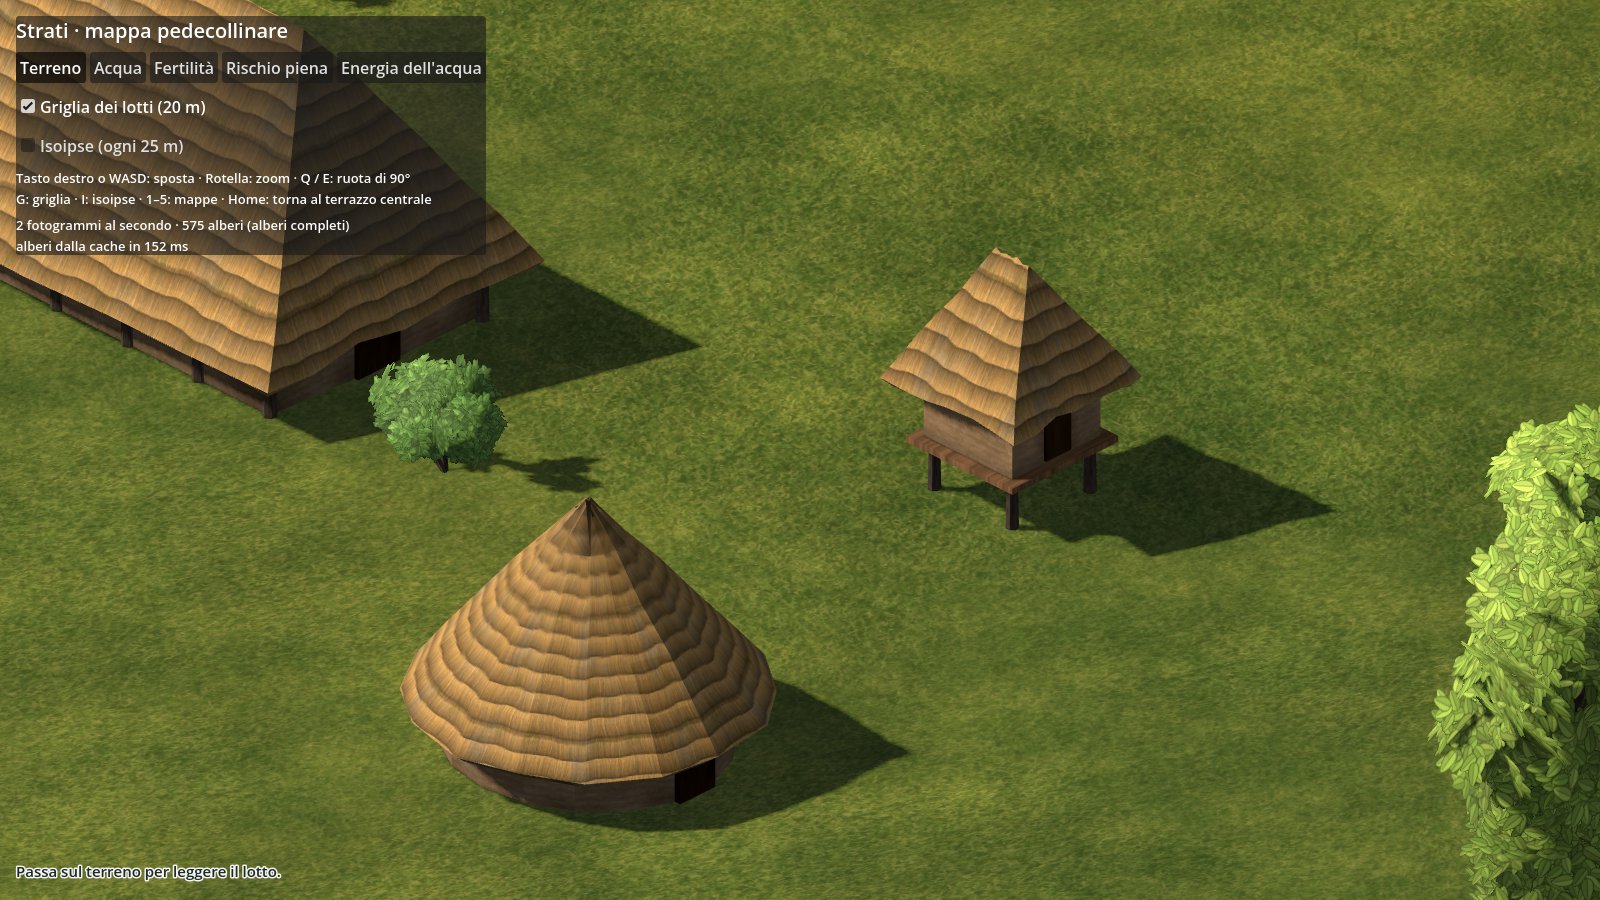 Strati · mappa pedecollinare
Terreno Acqua Fertilità Rischio piena Energia dell'acqua
Griglia dei lotti (20 m)
Isoipse (ogni 25 m)
Tasto destro o WASD: sposta · Rotella: zoom · Q / E: ruota di 90°
G: griglia · I: isoipse · 1–5: mappe · Home: torna al terrazzo centrale
2 fotogrammi al secondo · 575 alberi (alberi completi)
alberi dalla cache in 152 ms
Passa sul terreno per leggere il lotto.